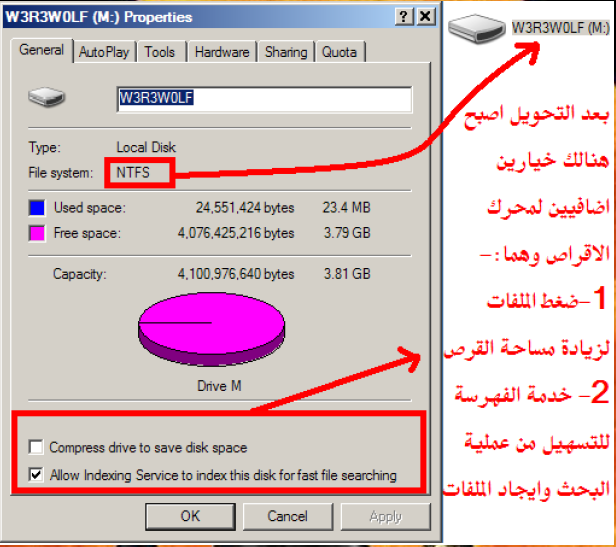 W3R3W0LF (M:) Properties
General AutoPlay Tools Hardware Sharing Quota
W3R3W0LF
Type: Local Disk
File system: NTFS
Used space: 24,551,424 bytes 23.4 MB
Free space: 4,076,425,216 bytes 3.79 GB
Capacity: 4,100,976,640 bytes 3.81 GB
Drive M
Compress drive to save disk space
Allow Indexing Service to index this disk for fast file searching
OK Cancel Apply
W3R3W0LF (M:)
بعد التحويل اصبح
هنالك خيارين
اضافيين لمحرك
الاقراص وهما :-
1-ضغط الملفات
لزيادة مساحة القرص
2- خدمة الفهرسة
للتسهيل من عملية
البحث وايجاد الملفات